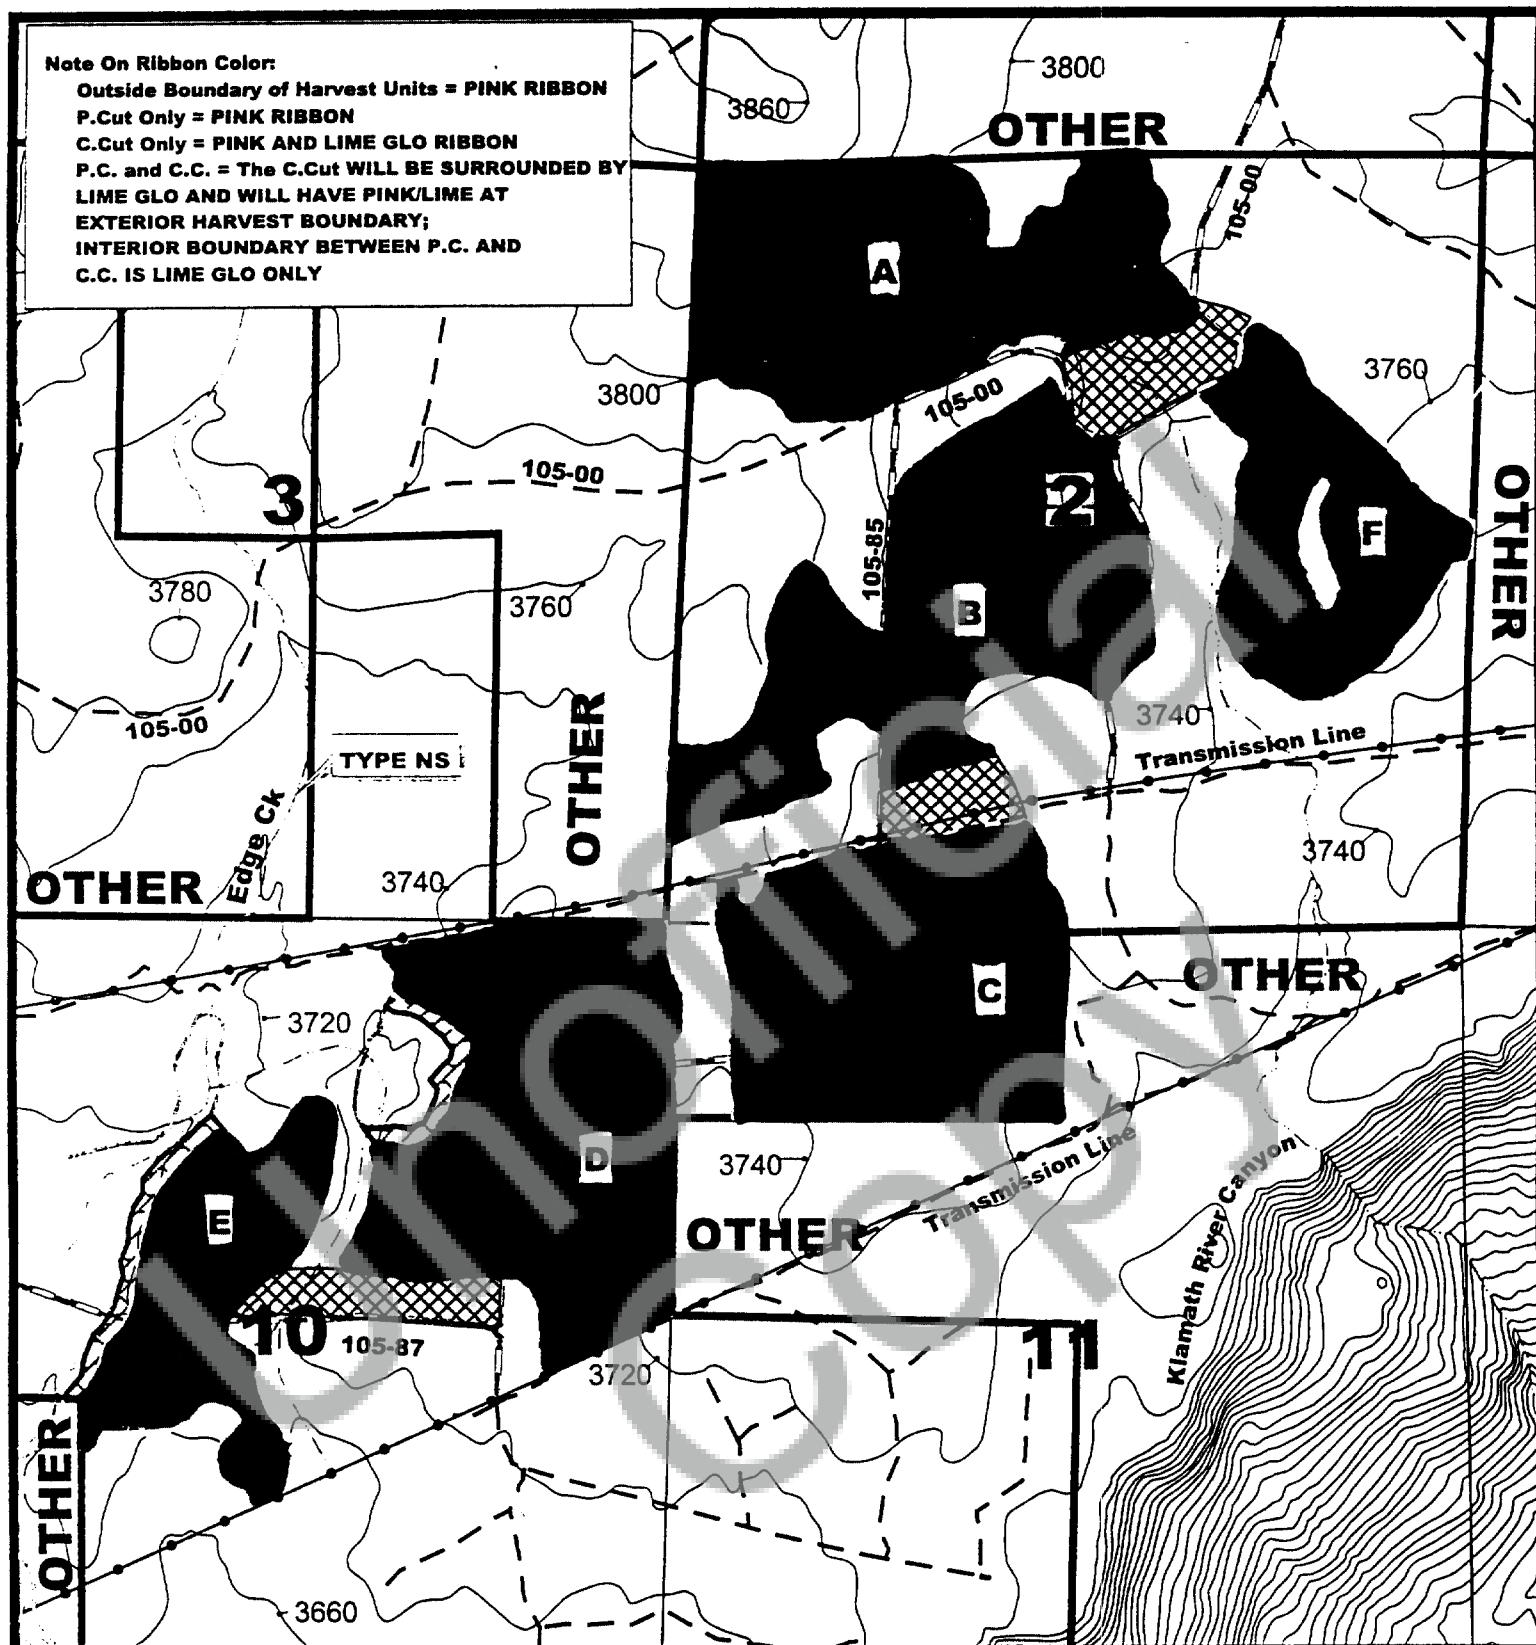 Note On Ribbon Color:
Outside Boundary of Harvest Units = PINK RIBBON
P.Cut Only = PINK RIBBON
C.Cut Only = PINK AND LIME GLO RIBBON
P.C. and C.C. = The C.Cut WILL BE SURROUNDED BY
LIME GLO AND WILL HAVE PINK/LIME AT
EXTERIOR HARVEST BOUNDARY;
INTERIOR BOUNDARY BETWEEN P.C. AND
C.C. IS LIME GLO ONLY
3800
3860
OTHER
105-00
A
3760
3800
105-00
105-00
3
2
OTHER
F
105-85
3780
3760
B
105-00
3740
Transmission Line
TYPE NS
OTHER
Edge Ck
3740
3740
OTHER
OTHER
C
3720
D
3740
Transmission Line
Klamath River Canyon
E
OTHER
10
105-87
11
3720
OTHER
3660
Unofficial
Copy